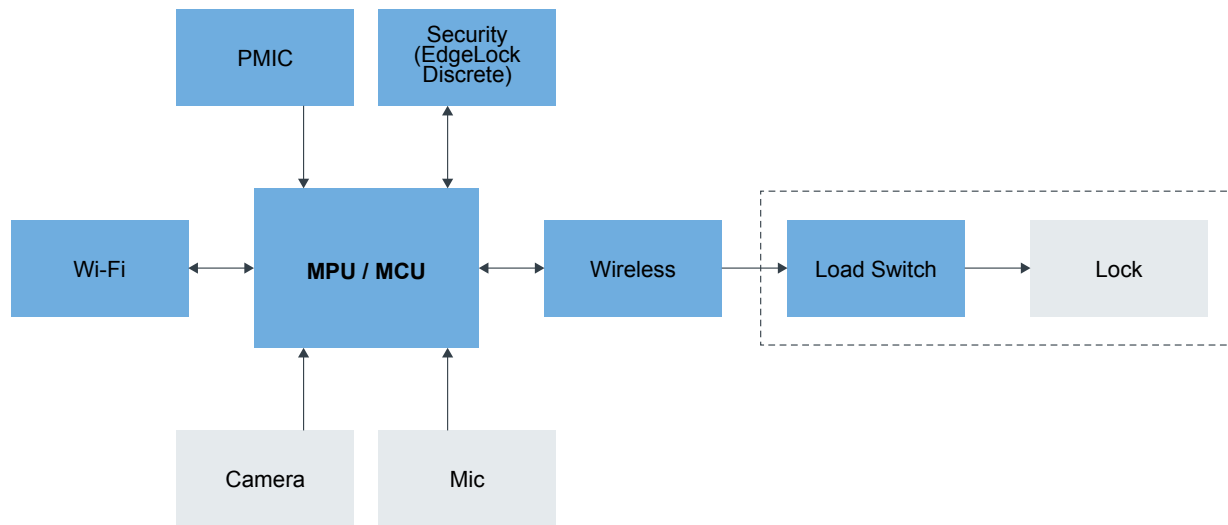 PMIC
Security
(EdgeLock
Discrete)
Wi-Fi
MPU / MCU
Wireless
Load Switch
Lock
Camera
Mic